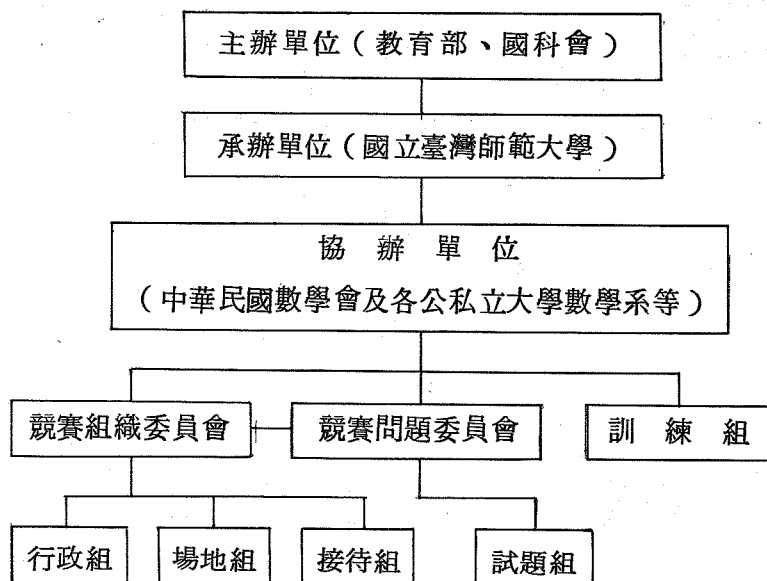 主辦單位(教育部、國科會)
承辦單位(國立臺灣師範大學)
協辦單位
(中華民國數學會及各公私立大學數學系等)
競賽組織委員會
競賽問題委員會
訓練組
行政組
場地組
接待組
試題組